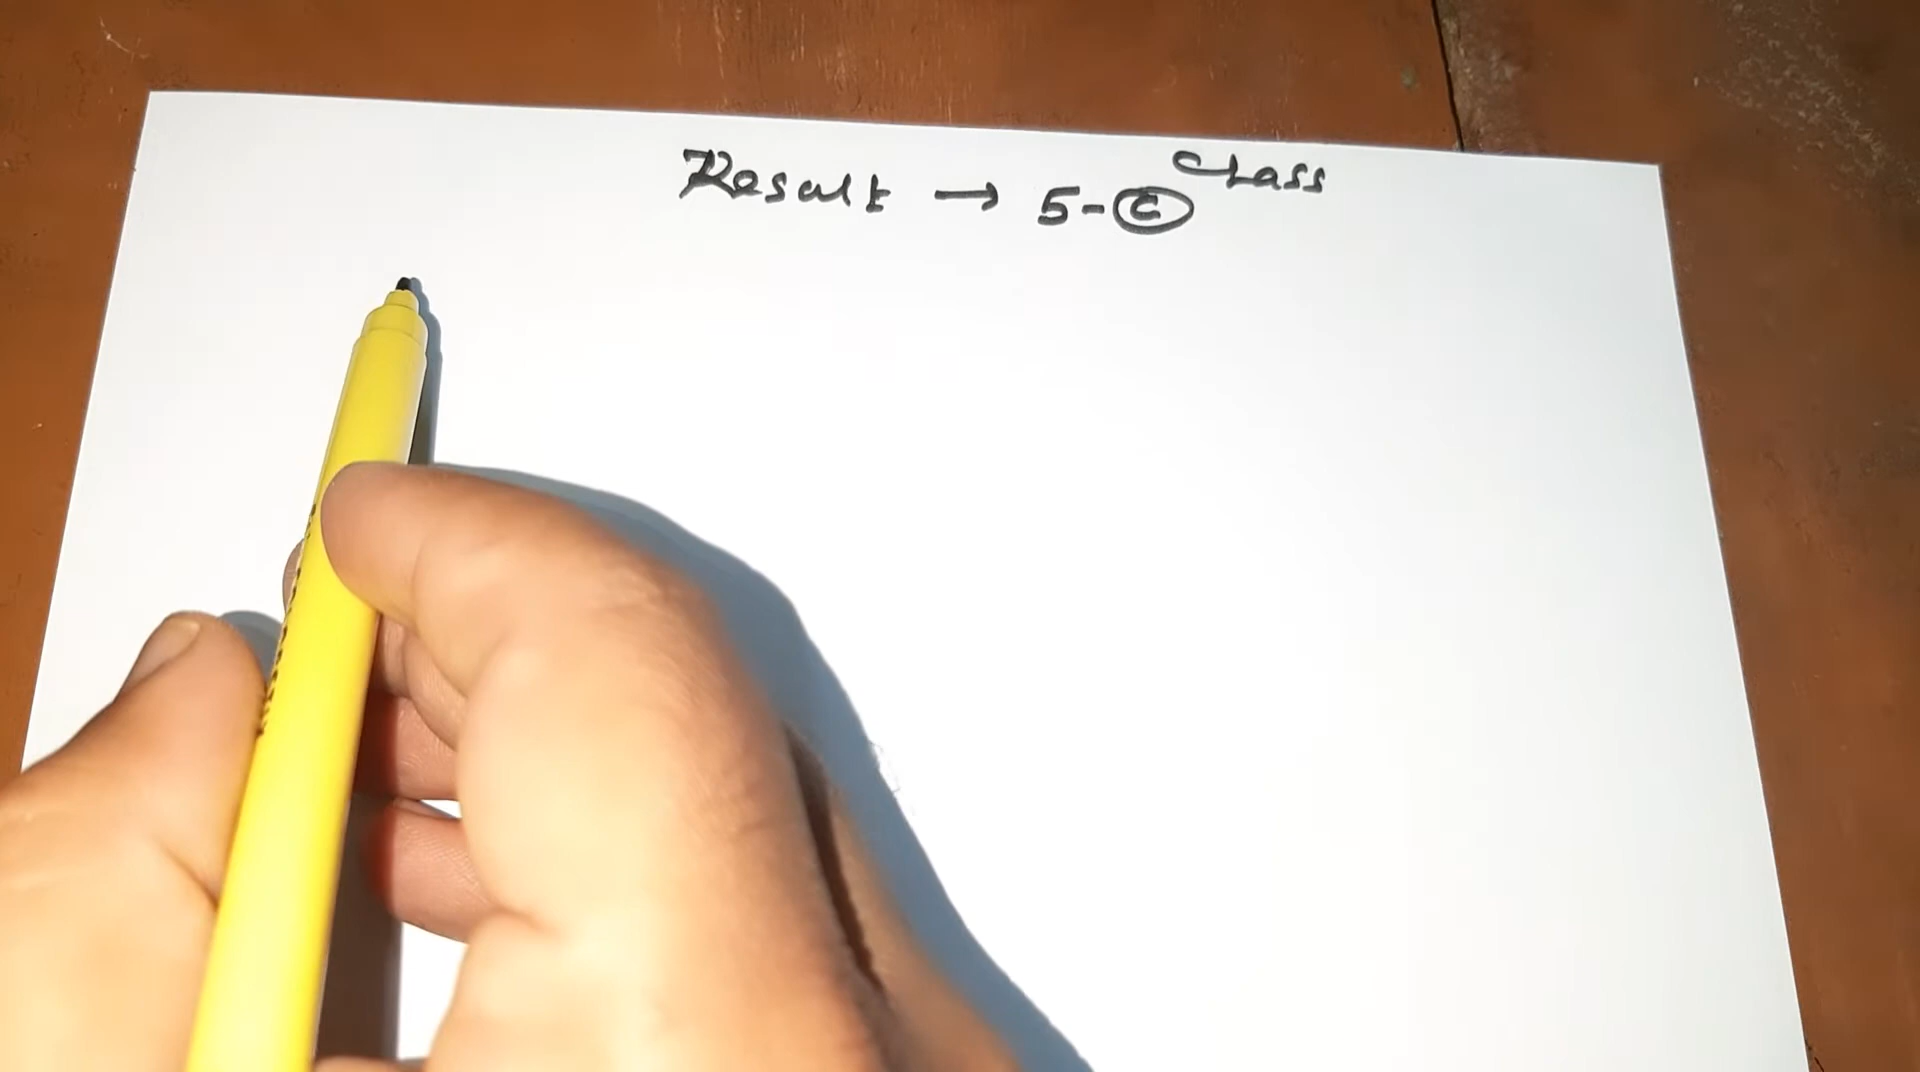 Result → 5-Ⓒ Class